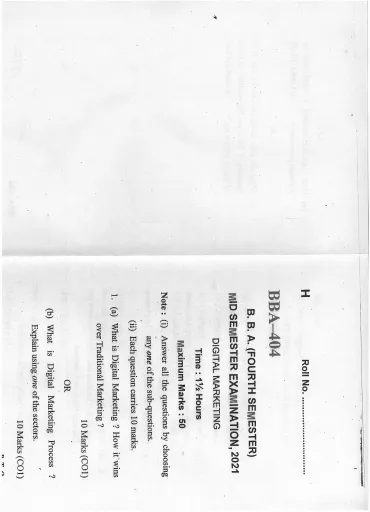 H
Roll No. ..............................
BBA–404
B. B. A. (FOURTH SEMESTER)
MID SEMESTER EXAMINATION, 2021
DIGITAL MARKETING
Time : 1½ Hours
Maximum Marks : 50
Note : (i) Answer all the questions by choosing
any one of the sub-questions.
(ii) Each question carries 10 marks.
1. (a) What is Digital Marketing ? How it wins
over Traditional Marketing ?
10 Marks (CO1)
OR
(b) What is Digital Marketing Process ?
Explain using one of the sectors.
10 Marks (CO1)